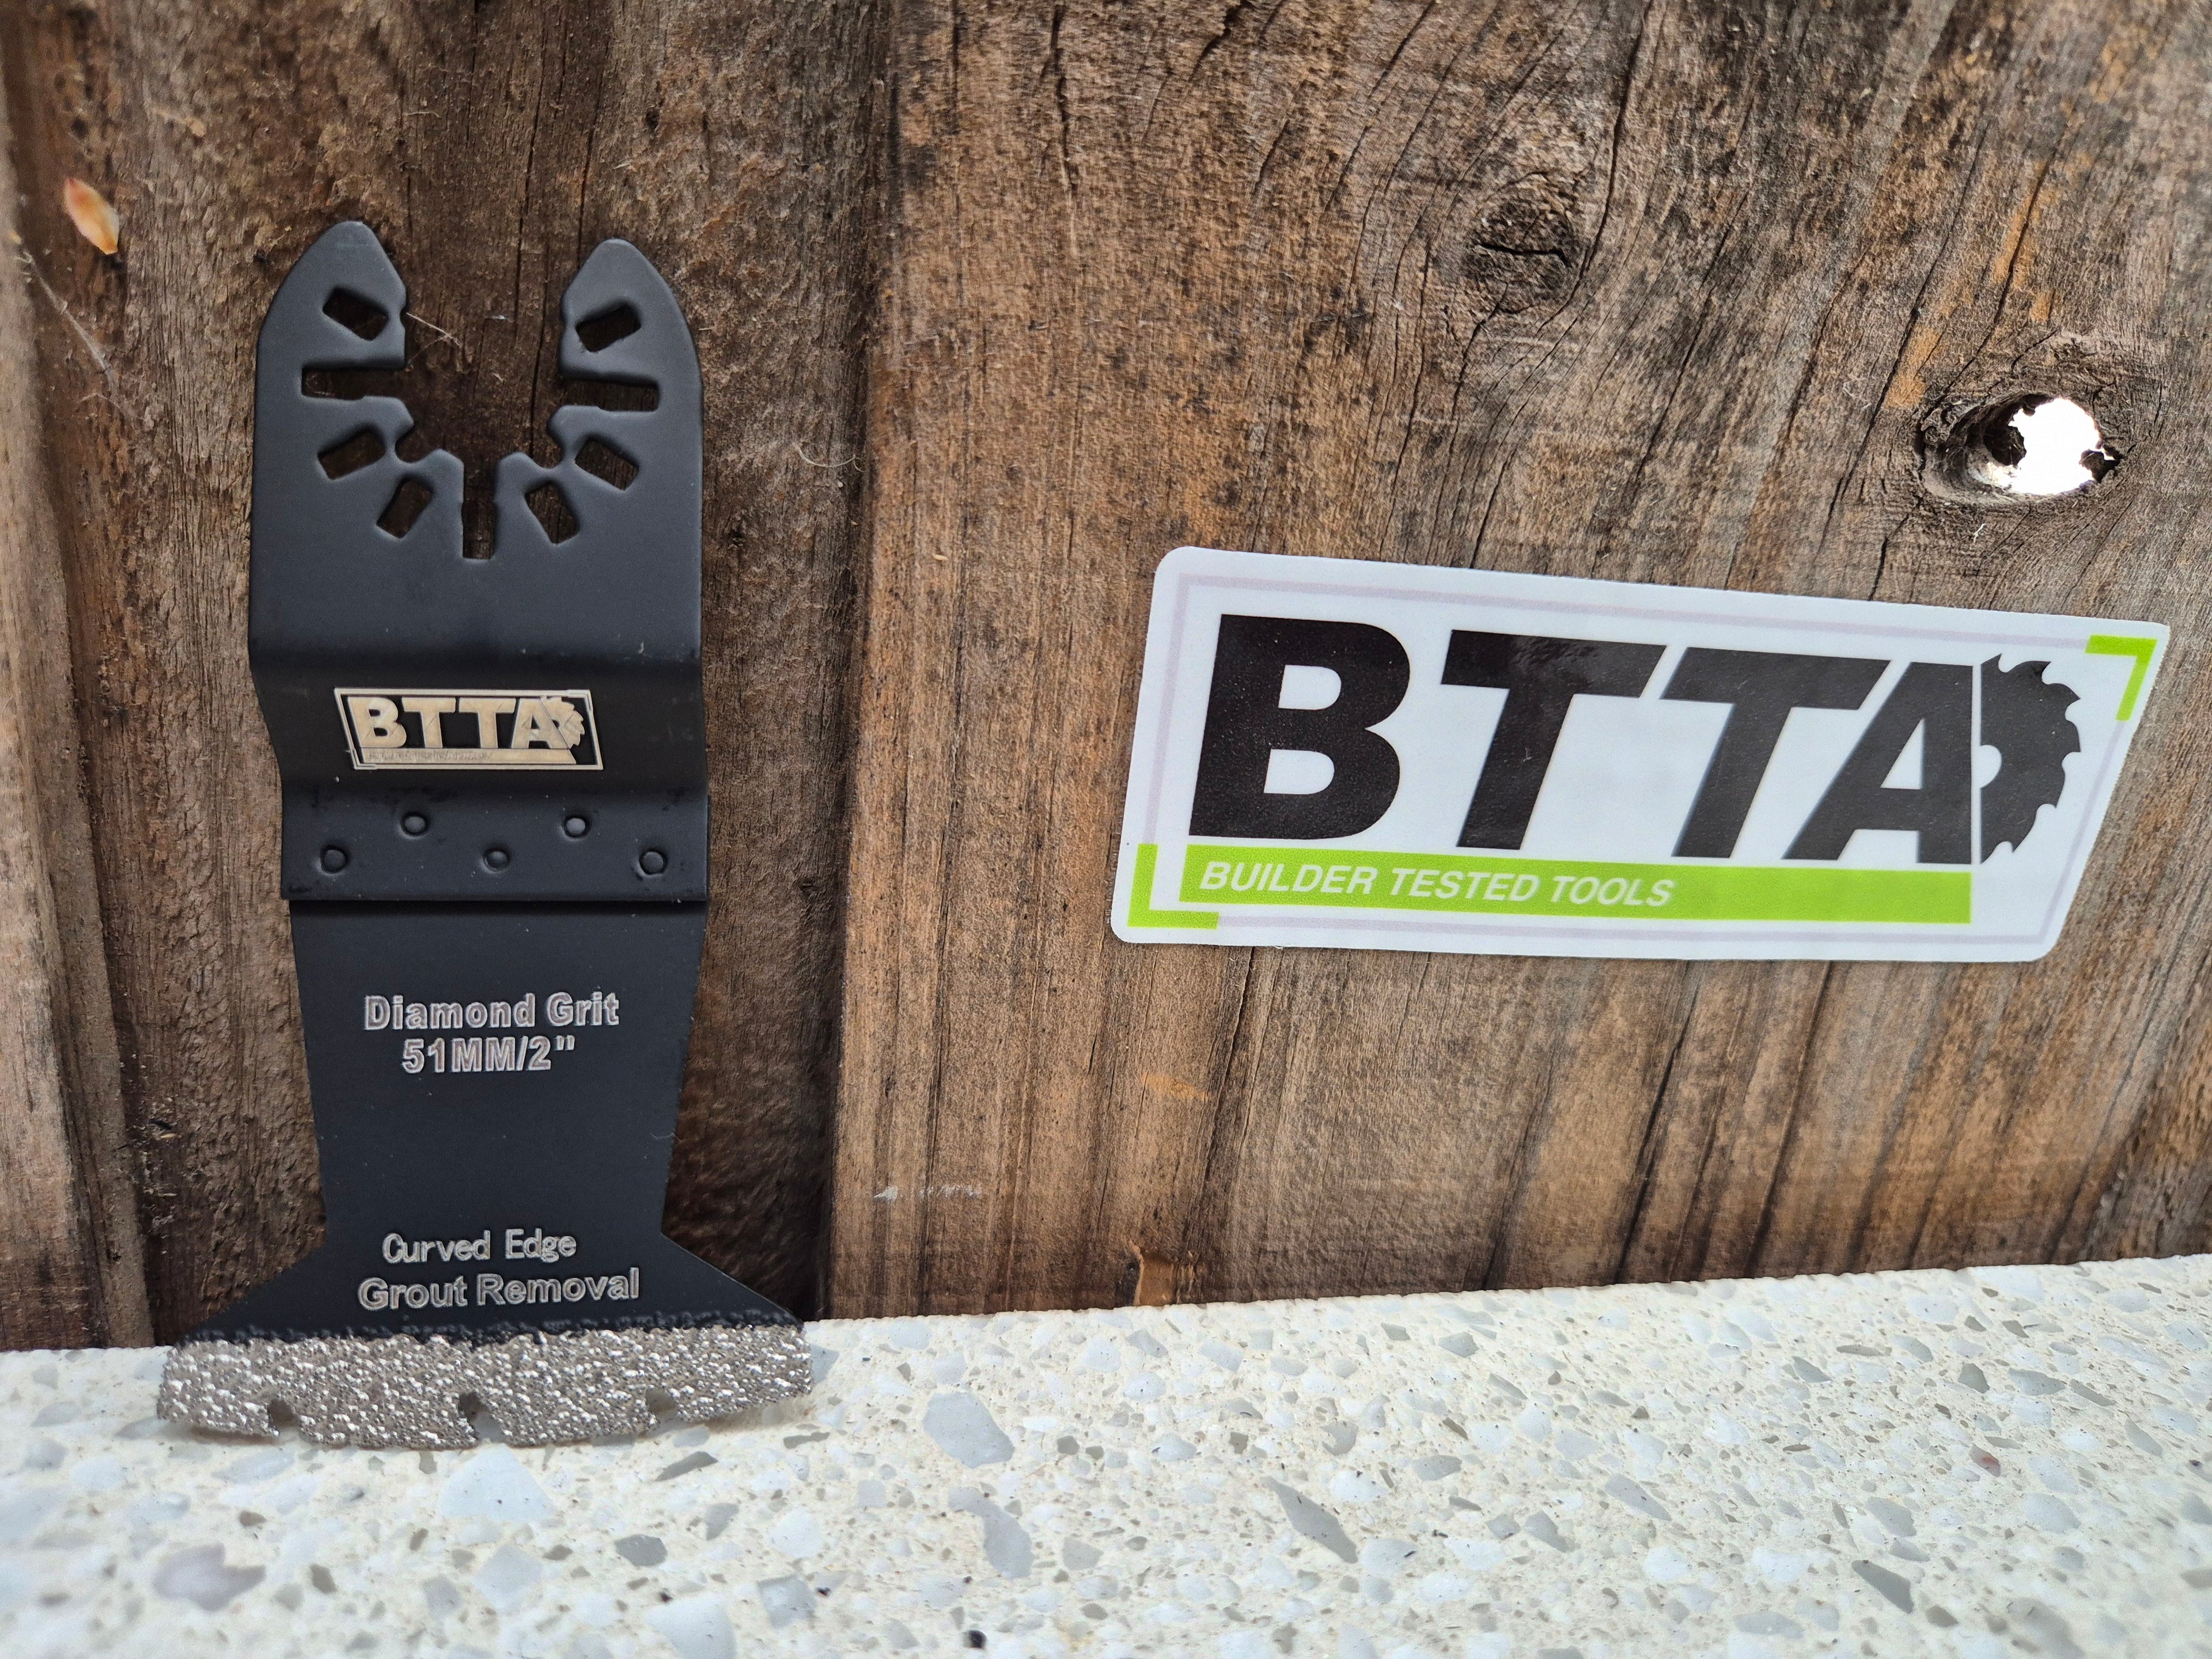 BTTA
Diamond Grit
51MM/2"
Curved Edge
Grout Removal
BTTA
BUILDER TESTED TOOLS